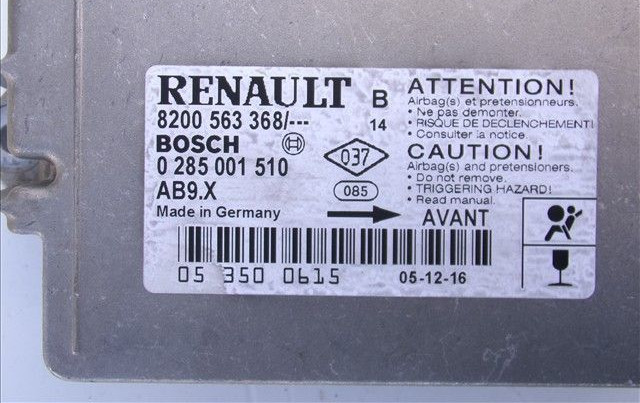 RENAULT B
8200 563 368/--- 14
BOSCH
0 285 001 510
037
AB9.X
085
Made in Germany
AVANT
ATTENTION!
Airbag(s) et pretensionneurs.
• Ne pas demonter.
• RISQUE DE DECLENCHEMENT!
• Consulter la notice.
CAUTION!
Airbag(s) and pretensioners.
• Do not remove.
• TRIGGERING HAZARD!
• Read manual.
05 350 0615
05-12-16